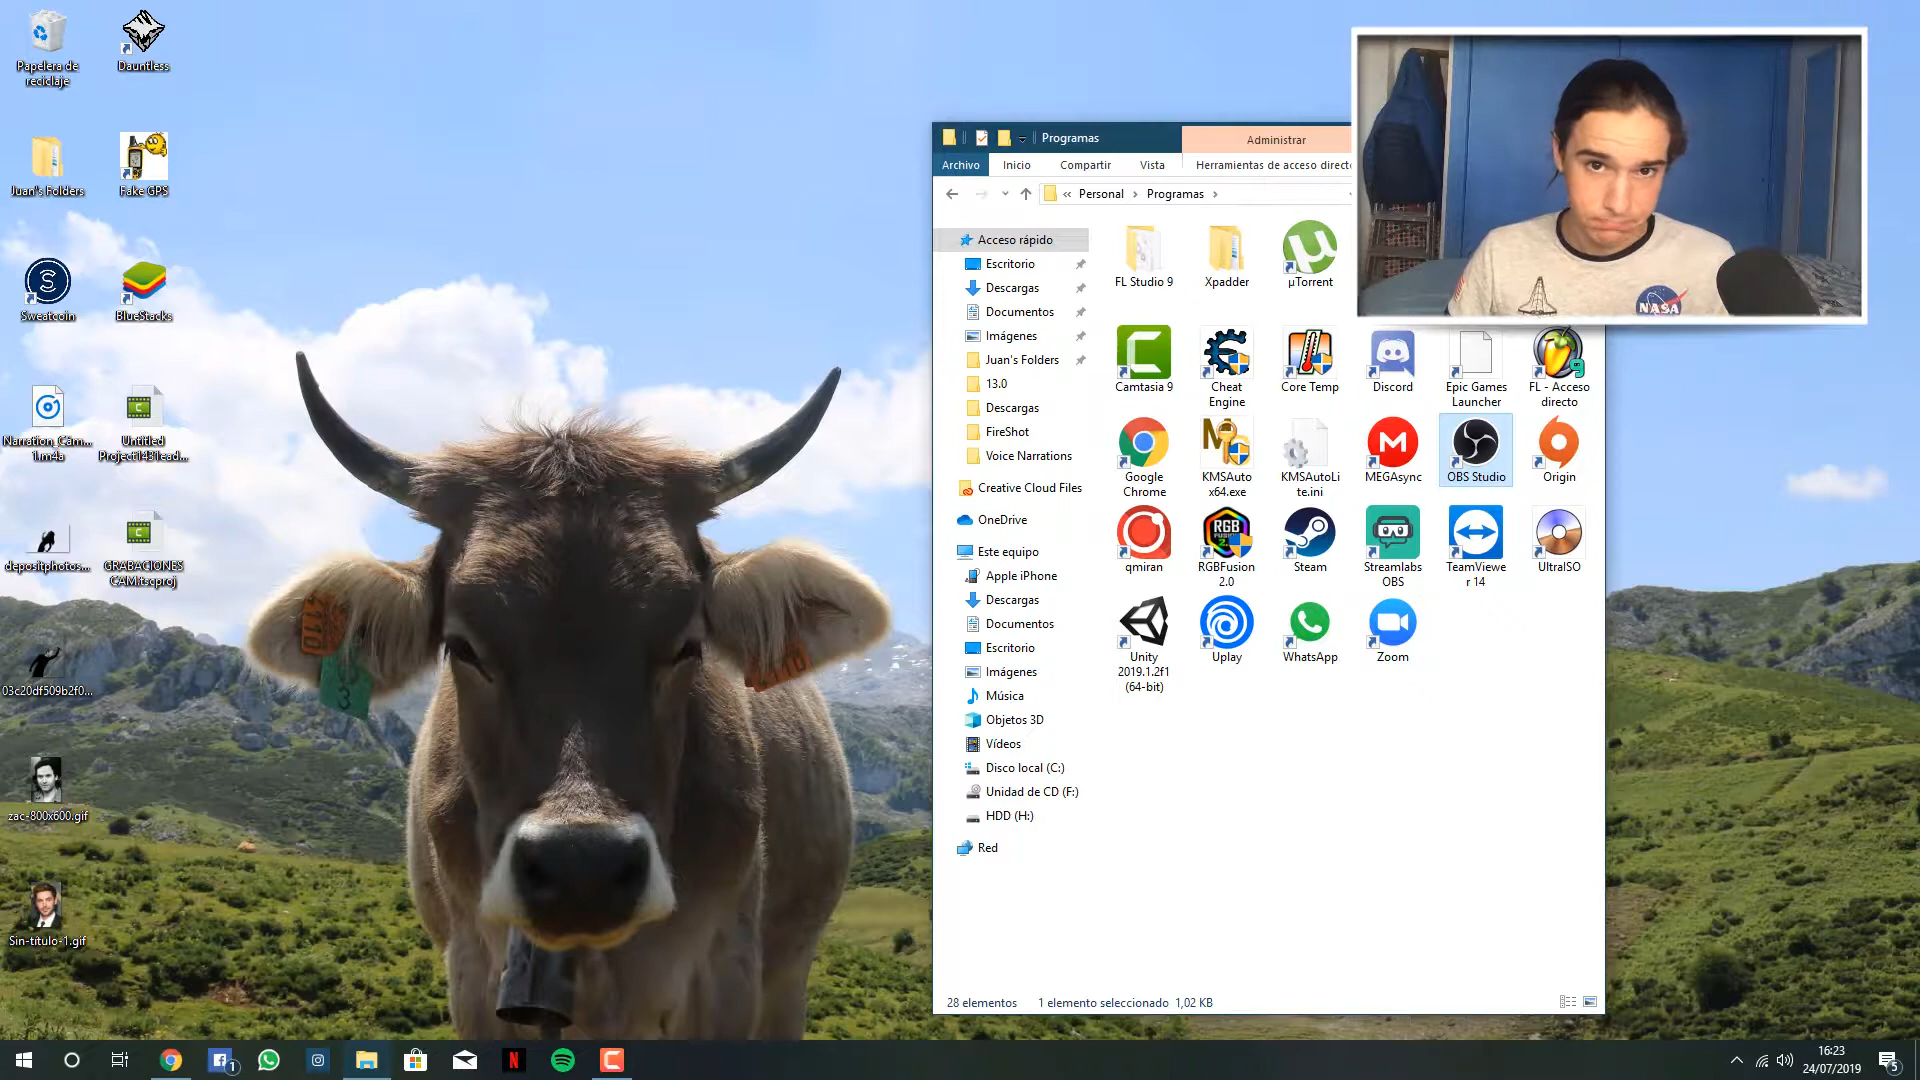 Papelera de
reciclaje
Dauntless
Juan's Folders
Fake GPS
Sweatcoin
BlueStacks
Narration_Cam...
1.m4a
Untitled
Project1431ead...
depositphotos...
GRABACIONES
CAM.tscproj
03c20df509b2f0...
zac-800x600.gif
Sin-título-1.gif
Programas
Administrar
Archivo
Inicio
Compartir
Vista
Herramientas de acceso direct
« Personal > Programas >
Acceso rápido
Escritorio
Descargas
Documentos
Imágenes
Juan's Folders
13.0
Descargas
FireShot
Voice Narrations
Creative Cloud Files
OneDrive
Este equipo
Apple iPhone
Descargas
Documentos
Escritorio
Imágenes
Música
Objetos 3D
Vídeos
Disco local (C:)
Unidad de CD (F:)
HDD (H:)
Red
FL Studio 9
Xpadder
µTorrent
Camtasia 9
Cheat
Engine
Core Temp
Discord
Epic Games
Launcher
FL - Acceso
directo
Google
Chrome
KMSAuto
x64.exe
KMSAutoLi
te.ini
MEGAsync
OBS Studio
Origin
qmiran
RGBFusion
2.0
Steam
Streamlabs
OBS
TeamViewe
r 14
UltraISO
Unity
2019.1.2f1
(64-bit)
Uplay
WhatsApp
Zoom
28 elementos
1 elemento seleccionado 1,02 KB
NASA
1110
3
1
16:23
24/07/2019
5